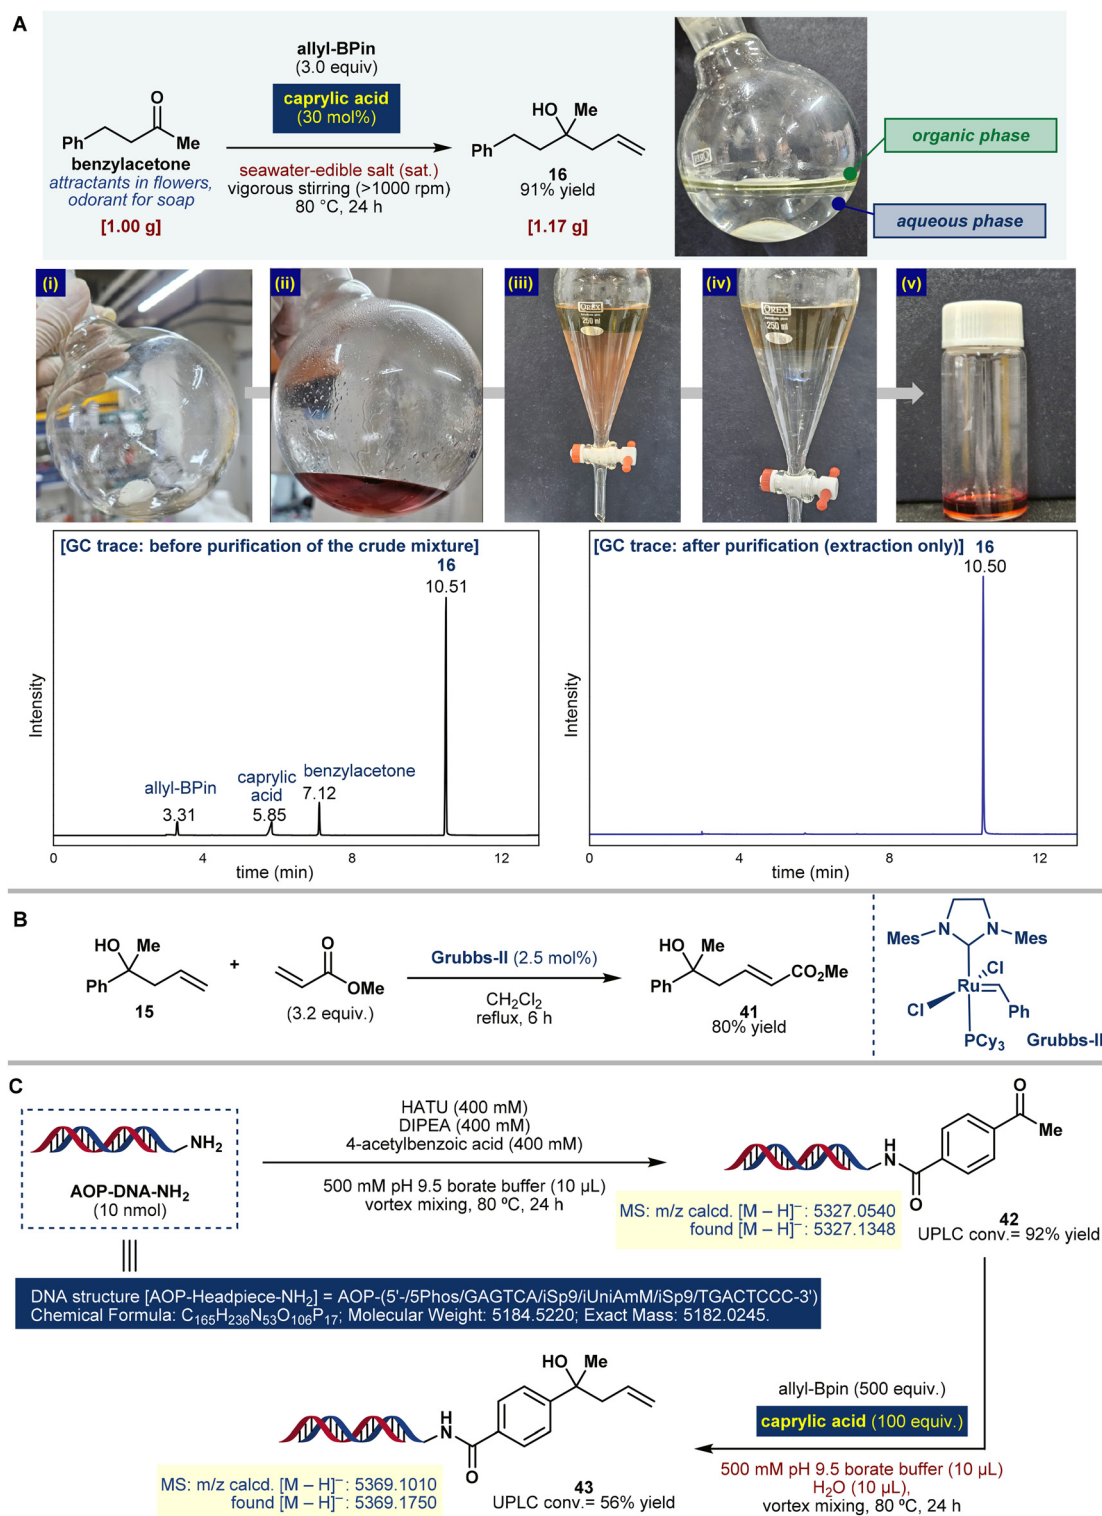 A
allyl-BPin
(3.0 equiv)
caprylic acid
(30 mol%)
O
Ph
Me
benzylacetone
attractants in flowers,
odorant for soap
[1.00 g]
seawater-edible salt (sat.)
vigorous stirring (>1000 rpm)
80 °C, 24 h
HO Me
Ph
16
91% yield
[1.17 g]
organic phase
aqueous phase
(i)
(ii)
(iii)
QREX
250 ml
(iv)
QREX
250 ml
(v)
[GC trace: before purification of the crude mixture]
16
10.51
Intensity
allyl-BPin
3.31
caprylic
acid
5.85
benzylacetone
7.12
0 4 8 12
time (min)
[GC trace: after purification (extraction only)] 16
10.50
Intensity
0 4 8 12
time (min)
B
HO Me
Ph
15
+
O
OMe
(3.2 equiv.)
Grubbs-II (2.5 mol%)
CH2Cl2
reflux, 6 h
HO Me
Ph
CO2Me
41
80% yield
Mes N N Mes
Cl
Ru
Cl
Ph
PCy3
Grubbs-II
C
NH2
AOP-DNA-NH2
(10 nmol)
HATU (400 mM)
DIPEA (400 mM)
4-acetylbenzoic acid (400 mM)
500 mM pH 9.5 borate buffer (10 µL)
vortex mixing, 80 ºC, 24 h
O
Me
H
N
O
MS: m/z calcd. [M – H]–: 5327.0540
found [M – H]–: 5327.1348
42
UPLC conv.= 92% yield
DNA structure [AOP-Headpiece-NH2] = AOP-(5'-/5Phos/GAGTCA/iSp9/iUniAmM/iSp9/TGACTCCC-3')
Chemical Formula: C165H236N53O106P17; Molecular Weight: 5184.5220; Exact Mass: 5182.0245.
HO Me
H
N
O
MS: m/z calcd. [M – H]–: 5369.1010
found [M – H]–: 5369.1750
43
UPLC conv.= 56% yield
allyl-Bpin (500 equiv.)
caprylic acid (100 equiv.)
500 mM pH 9.5 borate buffer (10 µL)
H2O (10 µL),
vortex mixing, 80 ºC, 24 h